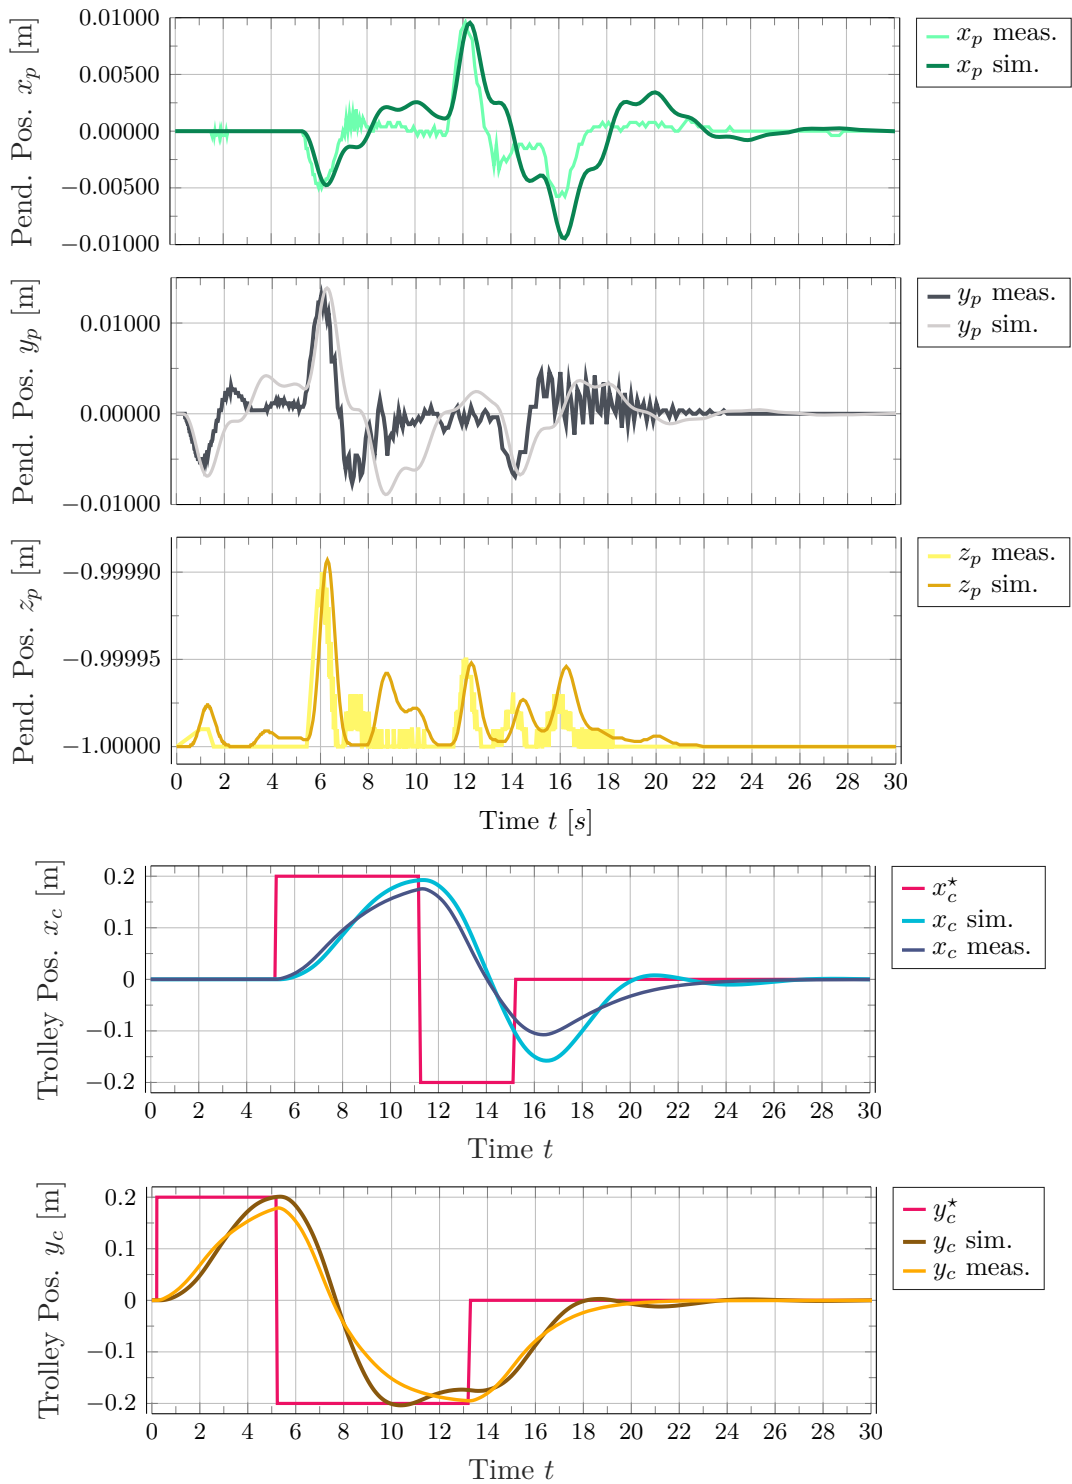 Pend. Pos. x_p [m]
0.01000
0.00500
0.00000
−0.00500
−0.01000
x_p meas.
x_p sim.
Pend. Pos. y_p [m]
0.01000
0.00000
−0.01000
y_p meas.
y_p sim.
Pend. Pos. z_p [m]
−0.99990
−0.99995
−1.00000
z_p meas.
z_p sim.
0 2 4 6 8 10 12 14 16 18 20 22 24 26 28 30
Time t [s]
Trolley Pos. x_c [m]
0.2
0.1
0
−0.1
−0.2
x_c^⋆
x_c sim.
x_c meas.
0 2 4 6 8 10 12 14 16 18 20 22 24 26 28 30
Time t
Trolley Pos. y_c [m]
0.2
0.1
0
−0.1
−0.2
y_c^⋆
y_c sim.
y_c meas.
0 2 4 6 8 10 12 14 16 18 20 22 24 26 28 30
Time t